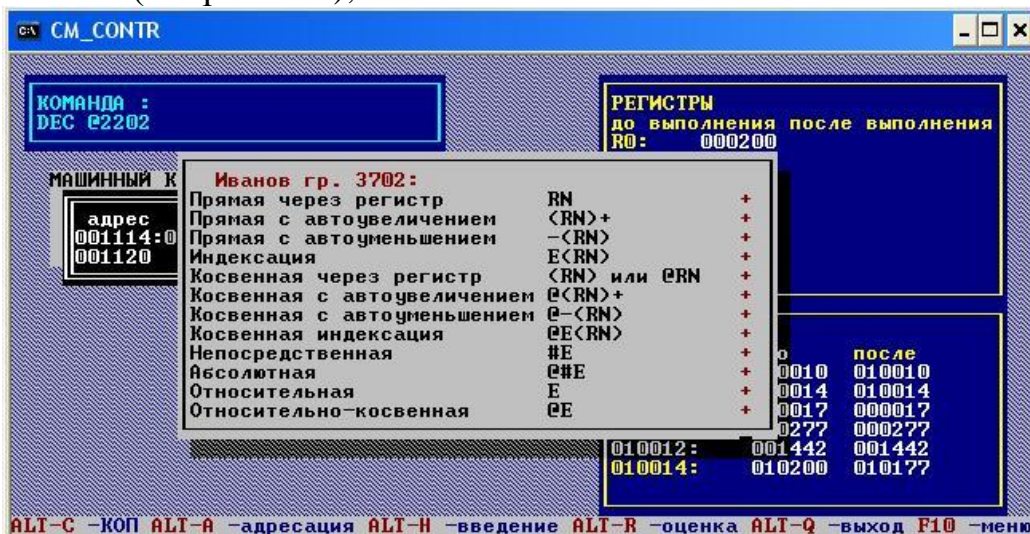 CM_CONTR
КОМАНДА :
DEC @2202
РЕГИСТРЫ
до выполнения после выполнения
R0: 000200
МАШИННЫЙ К
адрес
001114:0
001120
Иванов гр. 3702:
Прямая через регистр RN +
Прямая с автоувеличением (RN)+ +
Прямая с автоуменьшением -(RN) +
Индексация E(RN) +
Косвенная через регистр (RN) или @RN +
Косвенная с автоувеличением @(RN)+ +
Косвенная с автоуменьшением @-(RN) +
Косвенная индексация @E(RN) +
Непосредственная #E +
Абсолютная @#E +
Относительная E +
Относительно-косвенная @E +
о после
0010 010010
0014 010014
0017 000017
0277 000277
010012: 001442 001442
010014: 010200 010177
ALT-C -КОП ALT-A -адресация ALT-H -введение ALT-R -оценка ALT-Q -выход F10 -меню